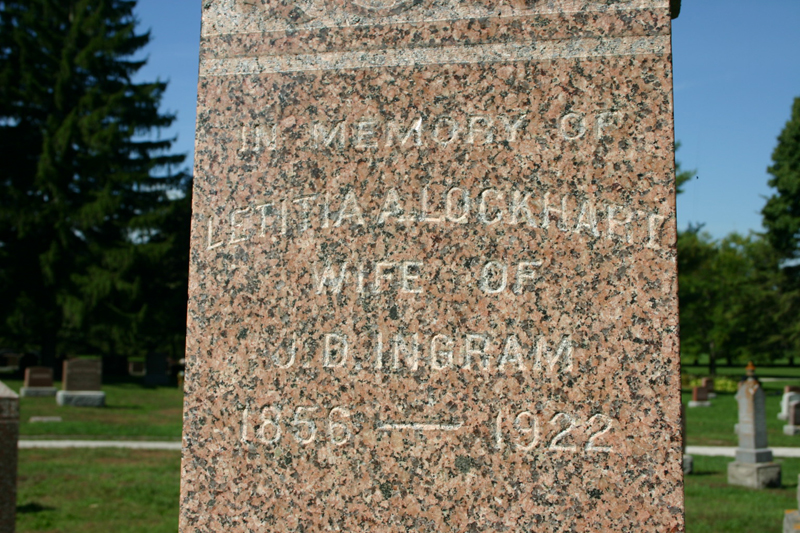 IN MEMORY OF
LETITIA A. LOCKHART
WIFE OF
J. D. INGRAM
1856 — 1922